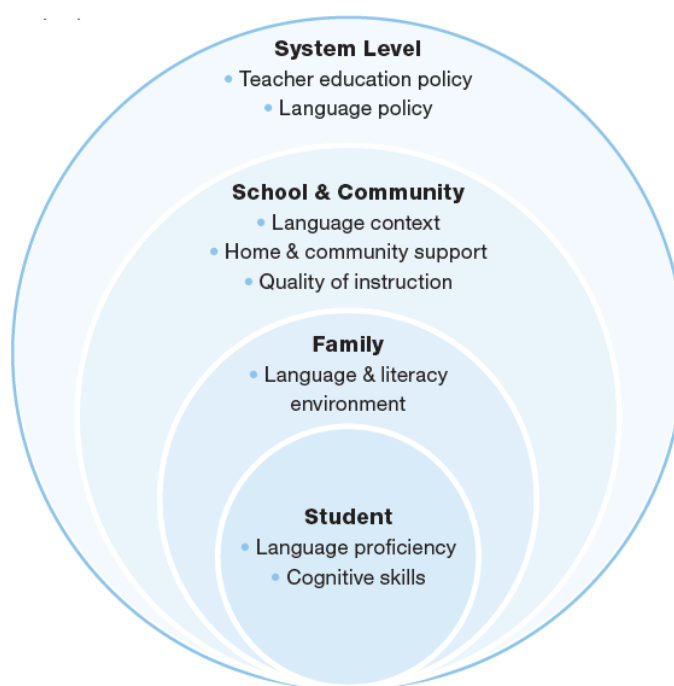 System Level
• Teacher education policy
• Language policy
School & Community
• Language context
• Home & community support
• Quality of instruction
Family
• Language & literacy
environment
Student
• Language proficiency
• Cognitive skills